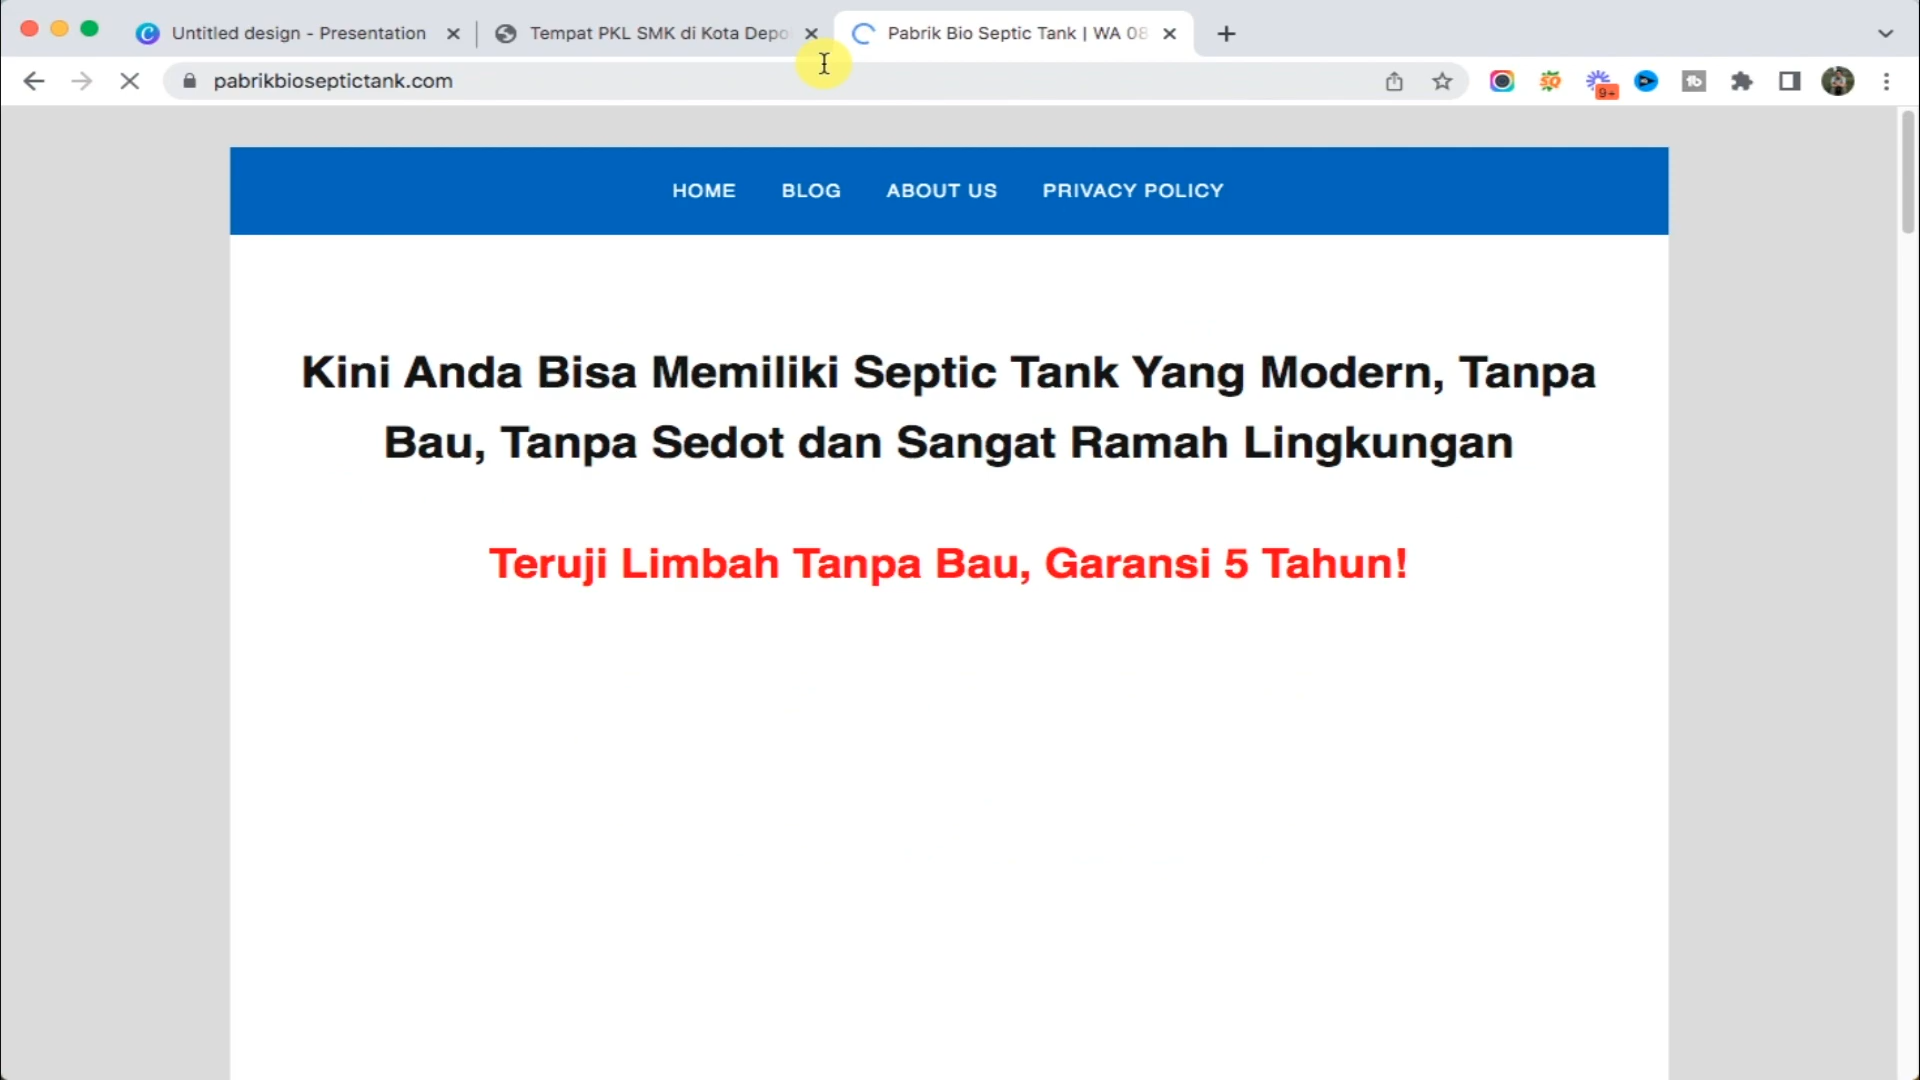 Untitled design - Presentation
Tempat PKL SMK di Kota Depo
Pabrik Bio Septic Tank | WA 08
pabrikbioseptictank.com
SQ
9+
HOME BLOG ABOUT US PRIVACY POLICY
Kini Anda Bisa Memiliki Septic Tank Yang Modern, Tanpa
Bau, Tanpa Sedot dan Sangat Ramah Lingkungan
Teruji Limbah Tanpa Bau, Garansi 5 Tahun!